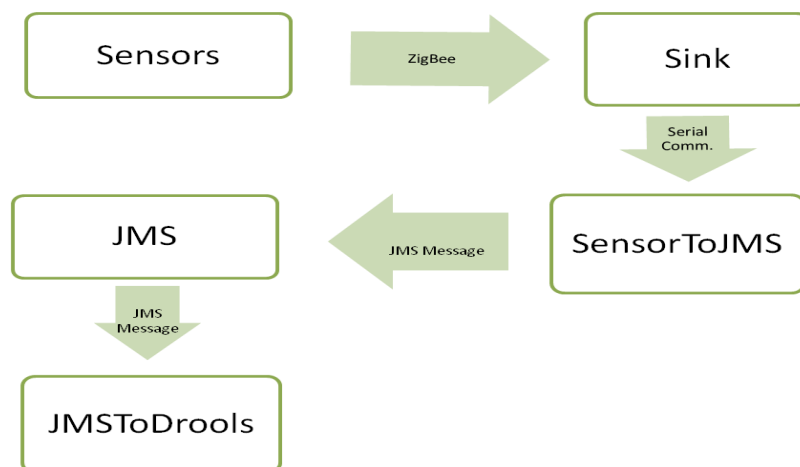 Sensors
ZigBee
Sink
Serial
Comm.
SensorToJMS
JMS Message
JMS
JMS
Message
JMSToDrools